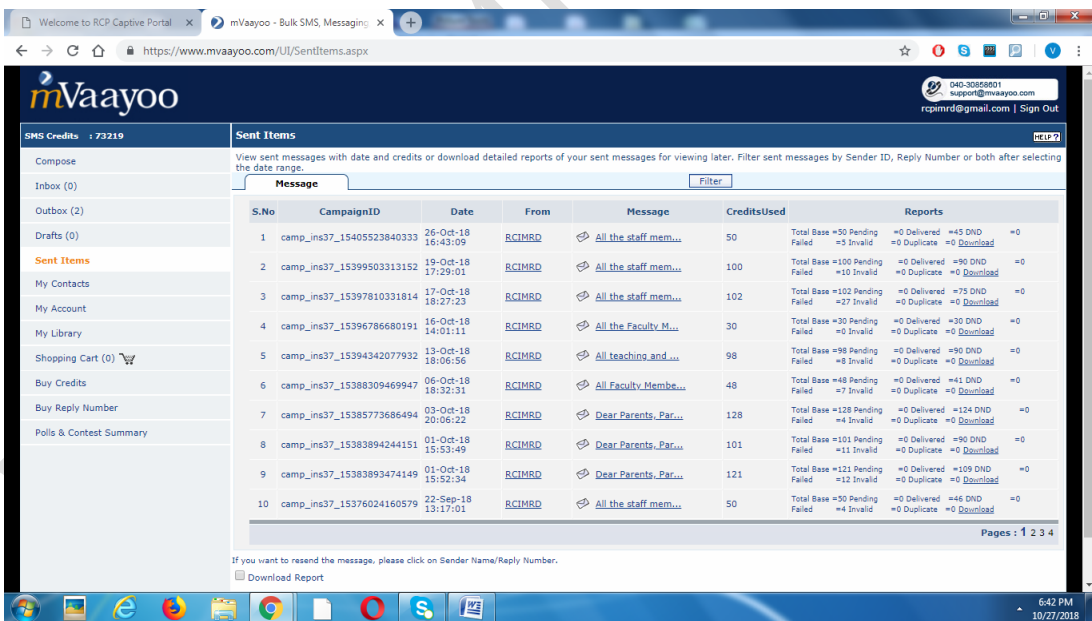 Welcome to RCP Captive Portal
mVaayoo - Bulk SMS, Messaging
https://www.mvaayoo.com/UI/SentItems.aspx
V
mVaayoo
040-30858601
support@mvaayoo.com
rcpimrd@gmail.com | Sign Out
SMS Credits : 73219
Sent Items
HELP ?
Compose
Inbox (0)
Outbox (2)
Drafts (0)
Sent Items
My Contacts
My Account
My Library
Shopping Cart (0)
Buy Credits
Buy Reply Number
Polls & Contest Summary
View sent messages with date and credits or download detailed reports of your sent messages for viewing later. Filter sent messages by Sender ID, Reply Number or both after selecting
the date range.
Message
Filter
S.No CampaignID Date From Message CreditsUsed Reports
1 camp_ins37_15405523840333 26-Oct-18 16:43:09 RCIMRD All the staff mem... 50 Total Base =50 Pending =0 Delivered =45 DND =0
Failed =5 Invalid =0 Duplicate =0 Download
2 camp_ins37_15399503313152 19-Oct-18 17:29:01 RCIMRD All the staff mem... 100 Total Base =100 Pending =0 Delivered =90 DND =0
Failed =10 Invalid =0 Duplicate =0 Download
3 camp_ins37_15397810331814 17-Oct-18 18:27:23 RCIMRD All the staff mem... 102 Total Base =102 Pending =0 Delivered =75 DND =0
Failed =27 Invalid =0 Duplicate =0 Download
4 camp_ins37_15396786680191 16-Oct-18 14:01:11 RCIMRD All the Faculty M... 30 Total Base =30 Pending =0 Delivered =30 DND =0
Failed =0 Invalid =0 Duplicate =0 Download
5 camp_ins37_15394342077932 13-Oct-18 18:06:56 RCIMRD All teaching and ... 98 Total Base =98 Pending =0 Delivered =90 DND =0
Failed =8 Invalid =0 Duplicate =0 Download
6 camp_ins37_15388309469947 06-Oct-18 18:32:31 RCIMRD All Faculty Membe... 48 Total Base =48 Pending =0 Delivered =41 DND =0
Failed =7 Invalid =0 Duplicate =0 Download
7 camp_ins37_15385773686494 03-Oct-18 20:06:22 RCIMRD Dear Parents, Par... 128 Total Base =128 Pending =0 Delivered =124 DND =0
Failed =4 Invalid =0 Duplicate =0 Download
8 camp_ins37_15383894244151 01-Oct-18 15:53:49 RCIMRD Dear Parents, Par... 101 Total Base =101 Pending =0 Delivered =90 DND =0
Failed =11 Invalid =0 Duplicate =0 Download
9 camp_ins37_15383893474149 01-Oct-18 15:52:34 RCIMRD Dear Parents, Par... 121 Total Base =121 Pending =0 Delivered =109 DND =0
Failed =12 Invalid =0 Duplicate =0 Download
10 camp_ins37_15376024160579 22-Sep-18 13:17:01 RCIMRD All the staff mem... 50 Total Base =50 Pending =0 Delivered =46 DND =0
Failed =4 Invalid =0 Duplicate =0 Download
Pages : 1 2 3 4
If you want to resend the message, please click on Sender Name/Reply Number.
Download Report
6:42 PM
10/27/2018